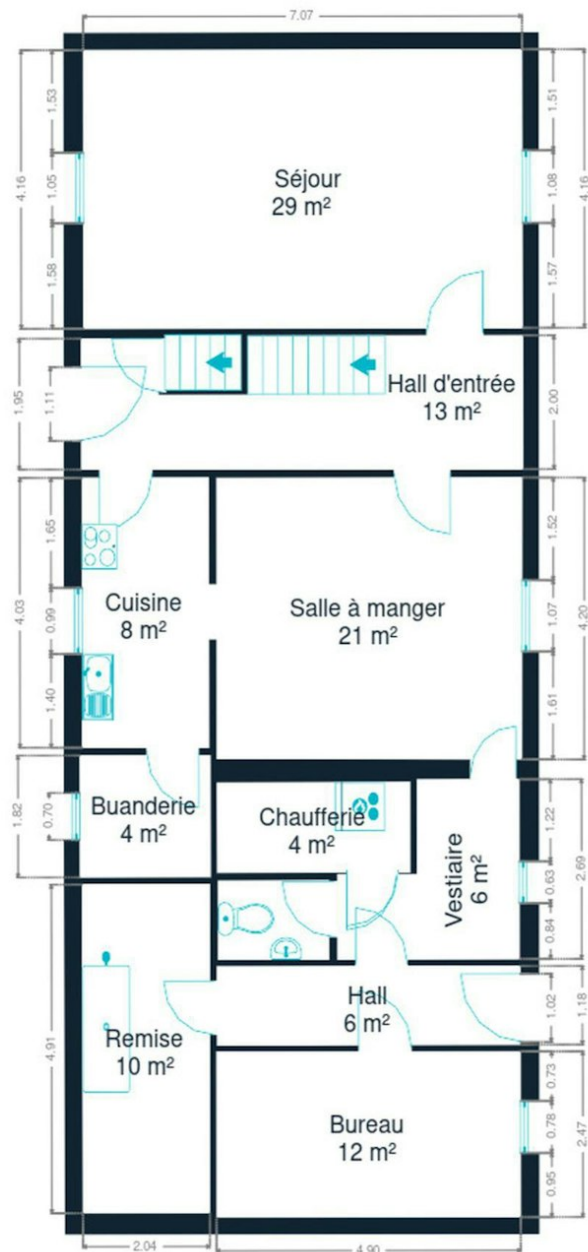 7.07
1.53
1.05
1.58
4.16
1.51
1.08
1.57
4.16
Séjour
29 m²
Hall d'entrée
13 m²
1.95
1.11
2.00
Cuisine
8 m²
4.03
1.65
0.99
1.40
Salle à manger
21 m²
1.52
1.07
1.61
4.20
Buanderie
4 m²
1.82
0.70
Chaufferie
4 m²
Vestiaire
6 m²
1.22
0.63
0.84
2.69
Hall
6 m²
1.02
1.18
Remise
10 m²
4.91
Bureau
12 m²
0.73
0.78
0.95
2.47
2.04
4.90